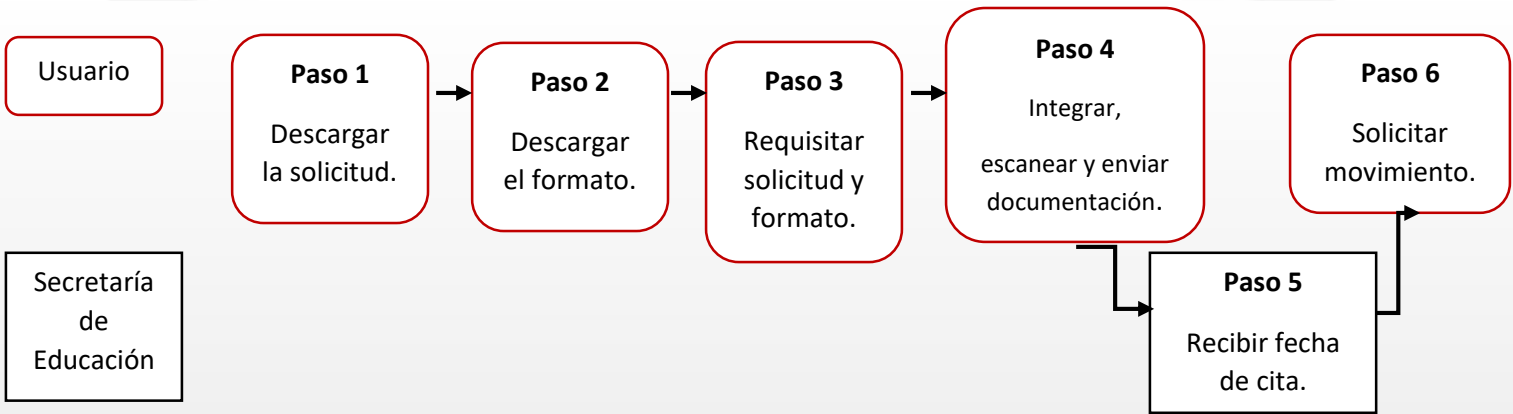 Usuario
Paso 1
Descargar
la solicitud.
Paso 2
Descargar
el formato.
Paso 3
Requisitar
solicitud y
formato.
Paso 4
Integrar,
escanear y enviar
documentación.
Paso 6
Solicitar
movimiento.
Secretaría
de
Educación
Paso 5
Recibir fecha
de cita.